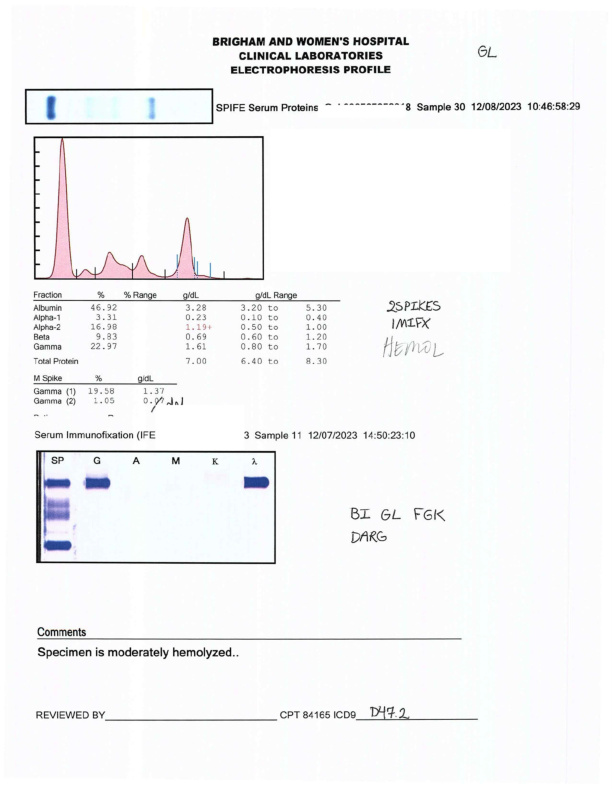 BRIGHAM AND WOMEN'S HOSPITAL
CLINICAL LABORATORIES
ELECTROPHORESIS PROFILE
GL
SPIFE Serum Proteins 8 Sample 30 12/08/2023 10:46:58:29
Fraction % % Range g/dL g/dL Range
Albumin 46.92 3.28 3.20 to 5.30
Alpha-1 3.31 0.23 0.10 to 0.40
Alpha-2 16.98 1.19+ 0.50 to 1.00
Beta 9.83 0.69 0.60 to 1.20
Gamma 22.97 1.61 0.80 to 1.70
Total Protein 7.00 6.40 to 8.30
2SPIKES
1MIFX
HEMOL
M Spike % g/dL
Gamma (1) 19.58 1.37
Gamma (2) 1.05
Serum Immunofixation (IFE 3 Sample 11 12/07/2023 14:50:23:10
SP G A M K λ
BI GL FGK
DARG
Comments
Specimen is moderately hemolyzed..
REVIEWED BY CPT 84165 ICD9 D47.2